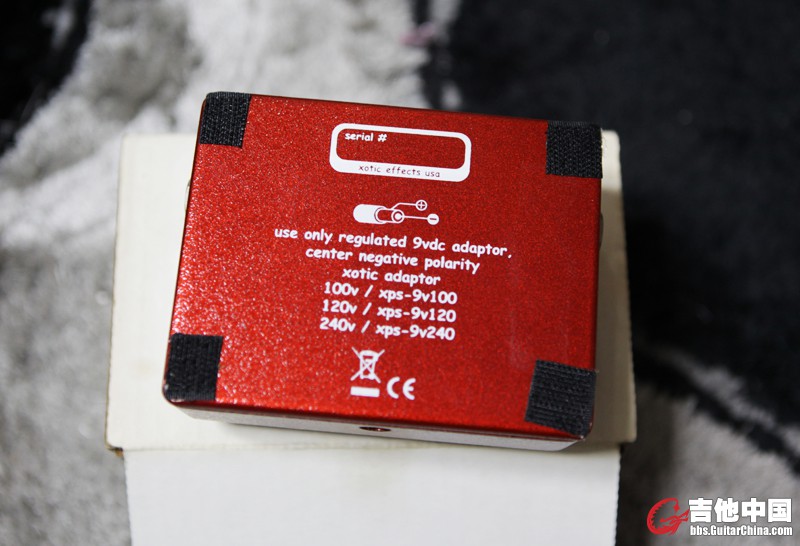 serial #
xotic effects usa
use only regulated 9vdc adaptor.
center negative polarity
xotic adaptor
100v / xps-9v100
120v / xps-9v120
240v / xps-9v240
CE
吉他中国
bbs.GuitarChina.com